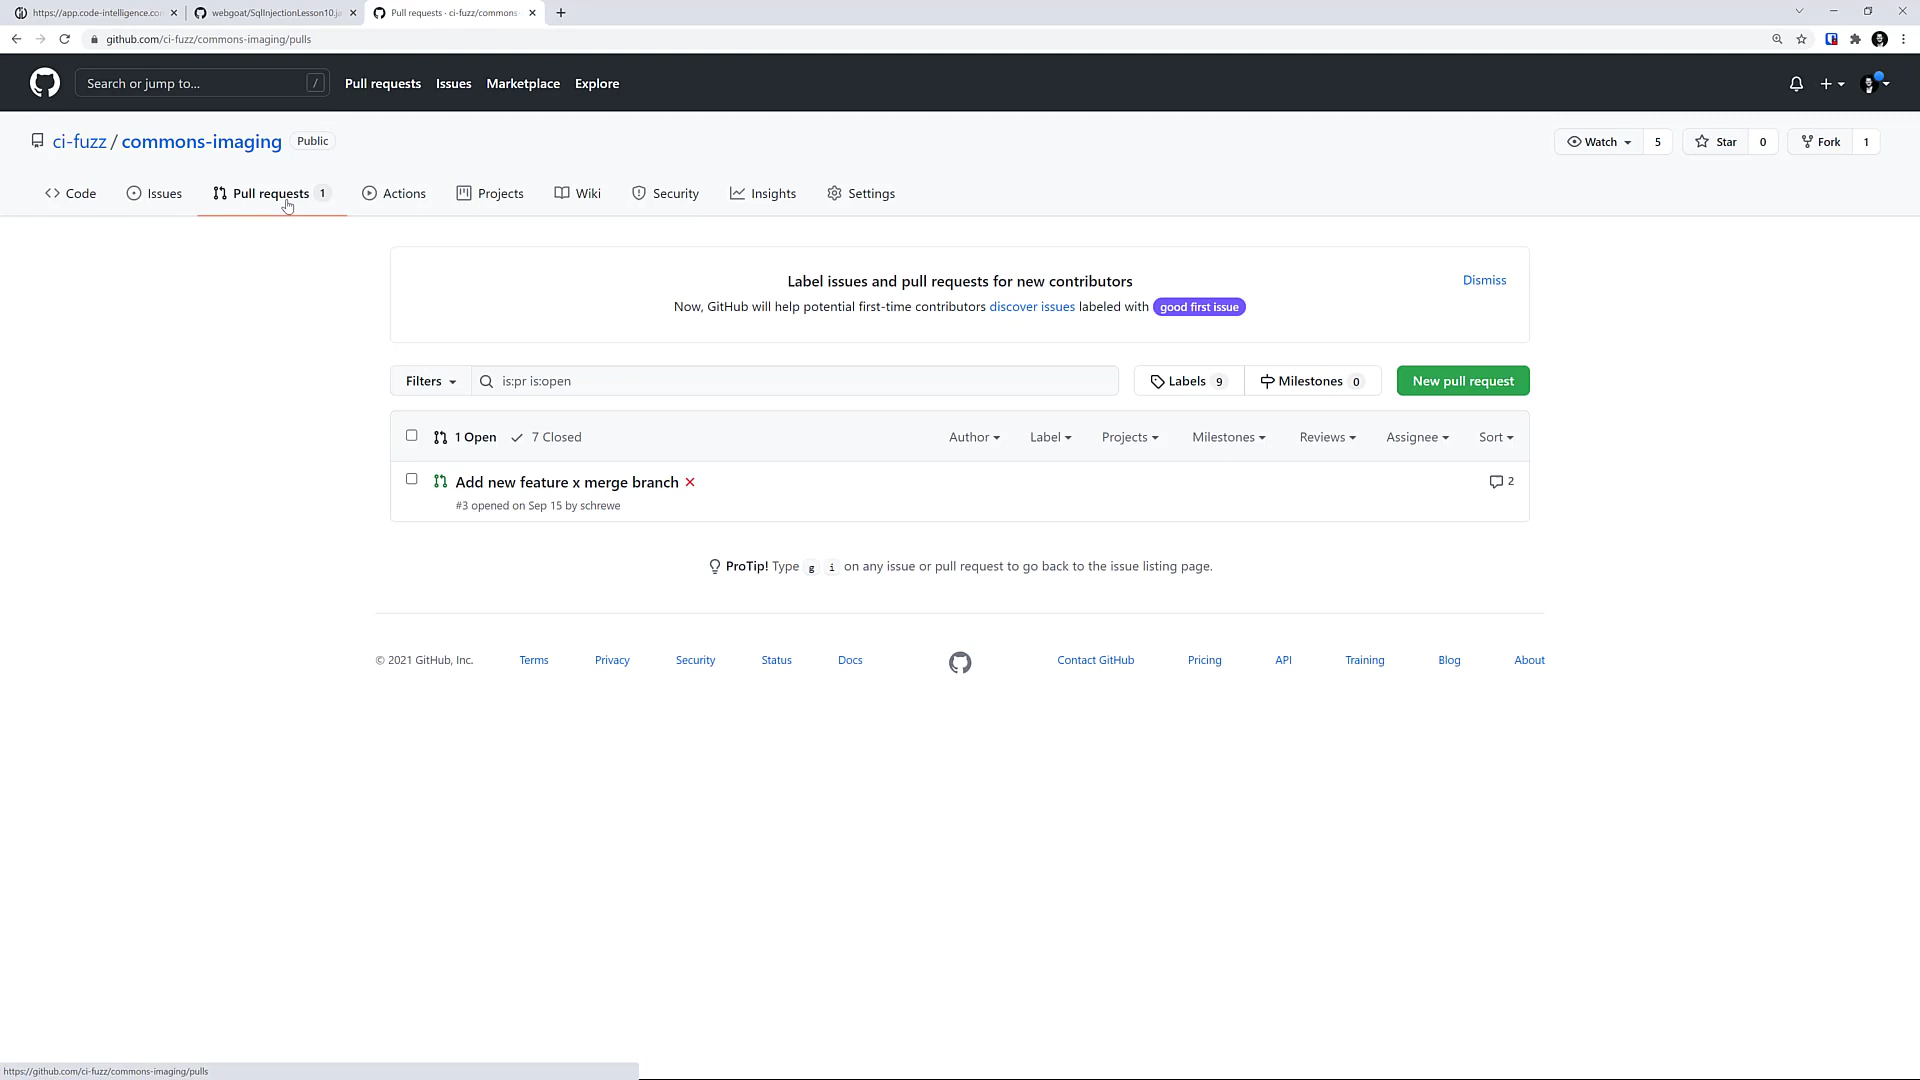 https://app.code-intelligence.com
webgoat/SqlInjectionLesson10.ja
Pull requests · ci-fuzz/commons-
github.com/ci-fuzz/commons-imaging/pulls
Search or jump to... /
Pull requests Issues Marketplace Explore
ci-fuzz / commons-imaging Public
Watch 5 Star 0 Fork 1
Code Issues Pull requests 1 Actions Projects Wiki Security Insights Settings
Label issues and pull requests for new contributors
Dismiss
Now, GitHub will help potential first-time contributors discover issues labeled with good first issue
Filters is:pr is:open Labels 9 Milestones 0 New pull request
1 Open 7 Closed Author Label Projects Milestones Reviews Assignee Sort
Add new feature x merge branch 2
#3 opened on Sep 15 by schrewe
ProTip! Type g i on any issue or pull request to go back to the issue listing page.
© 2021 GitHub, Inc. Terms Privacy Security Status Docs Contact GitHub Pricing API Training Blog About
https://github.com/ci-fuzz/commons-imaging/pulls